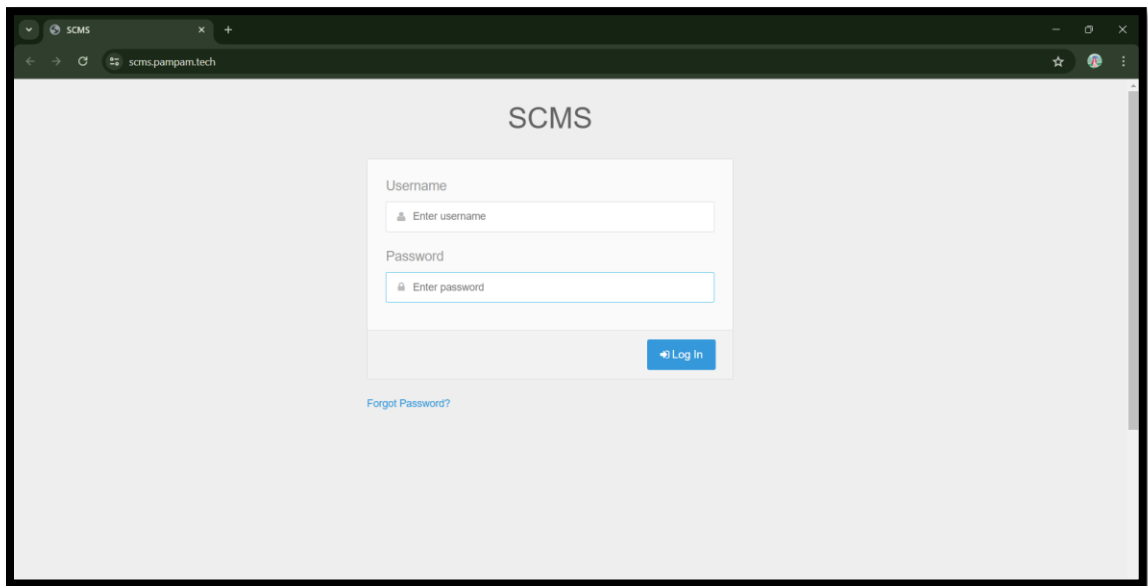 SCMS
scms.pampam.tech
SCMS
Username
Enter username
Password
Enter password
Log In
Forgot Password?